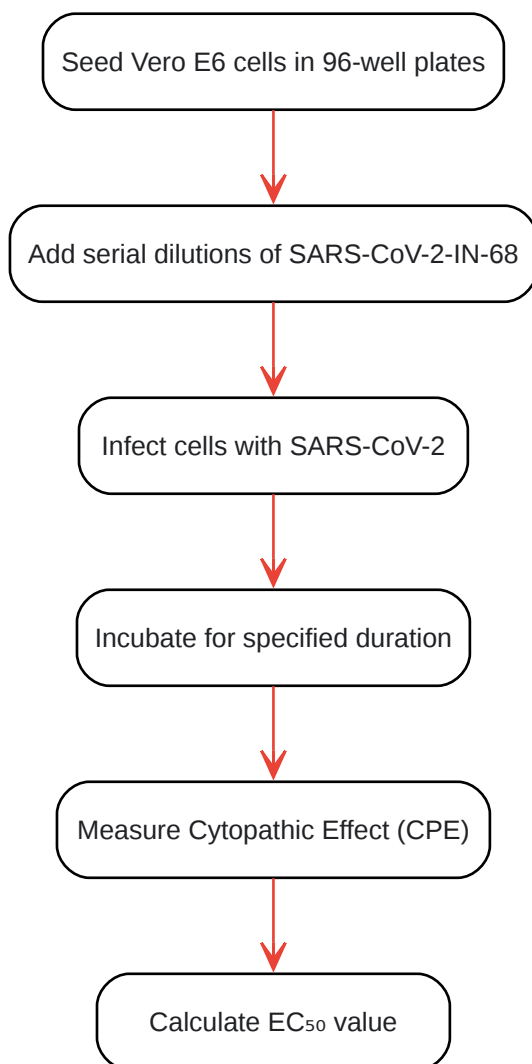 Seed Vero E6 cells in 96-well plates
Add serial dilutions of SARS-CoV-2-IN-68
Infect cells with SARS-CoV-2
Incubate for specified duration
Measure Cytopathic Effect (CPE)
Calculate EC₅₀ value